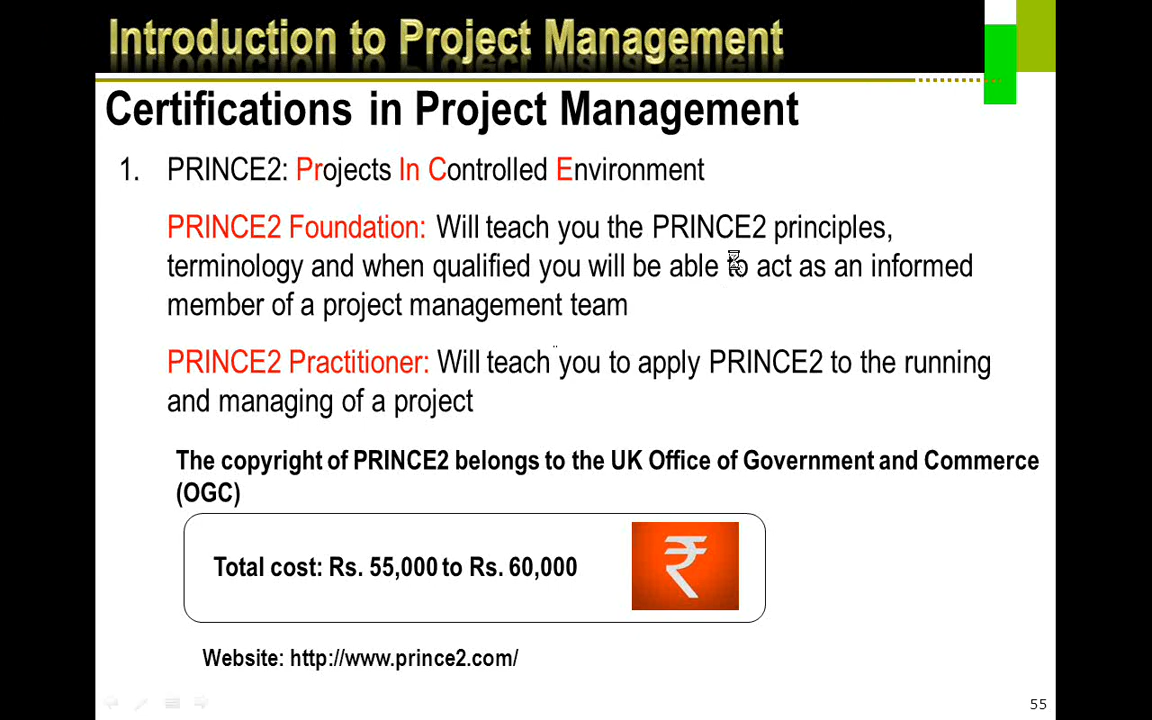 Introduction to Project Management
Certifications in Project Management
1. PRINCE2: Projects In Controlled Environment
PRINCE2 Foundation: Will teach you the PRINCE2 principles,
terminology and when qualified you will be able to act as an informed
member of a project management team
PRINCE2 Practitioner: Will teach you to apply PRINCE2 to the running
and managing of a project
The copyright of PRINCE2 belongs to the UK Office of Government and Commerce
(OGC)
Total cost: Rs. 55,000 to Rs. 60,000
₹
Website: http://www.prince2.com/
55